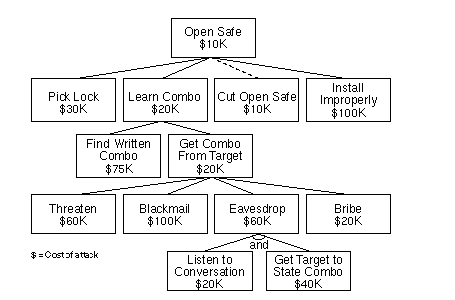 Open Safe
$10K
Pick Lock
$30K
Learn Combo
$20K
Cut Open Safe
$10K
Install
Improperly
$100K
Find Written
Combo
$75K
Get Combo
From Target
$20K
Threaten
$60K
Blackmail
$100K
Eavesdrop
$60K
Bribe
$20K
and
$ = Cost of attack
Listen to
Conversation
$20K
Get Target to
State Combo
$40K